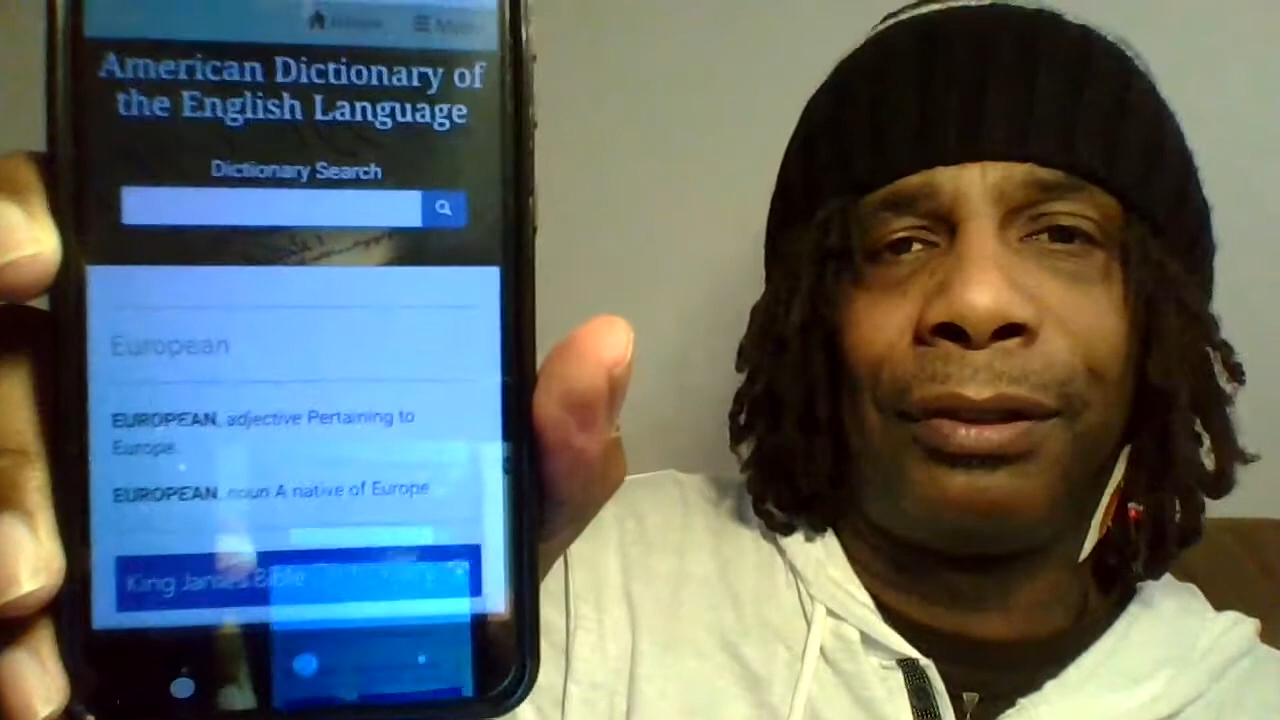 American Dictionary of
the English Language
Dictionary Search
European
EUROPEAN, adjective Pertaining to
Europe.
EUROPEAN, noun A native of Europe
King James Bible